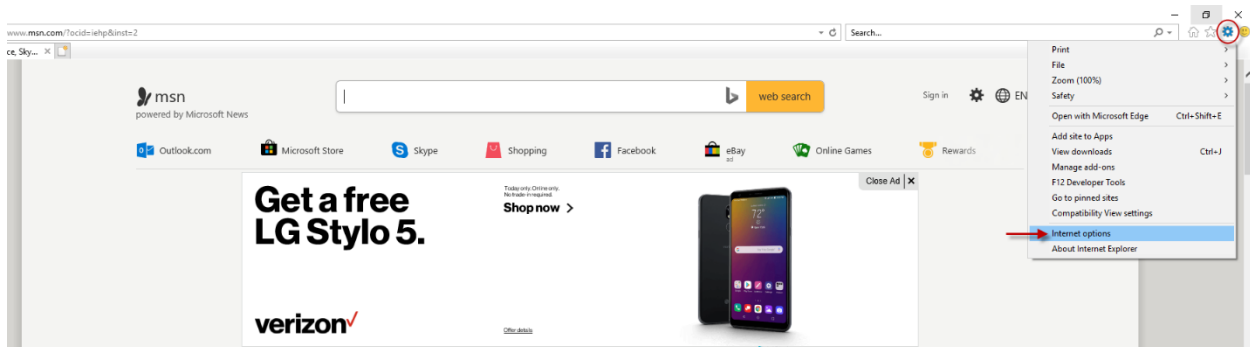 www.msn.com/?ocid=iehp&inst=2
Search...
ce, Sky...
Print
File
Zoom (100%)
Safety
Open with Microsoft Edge Ctrl+Shift+E
Add site to Apps
View downloads Ctrl+J
Manage add-ons
F12 Developer Tools
Go to pinned sites
Compatibility View settings
Internet options
About Internet Explorer
msn
powered by Microsoft News
web search
Sign in
EN
Outlook.com
Microsoft Store
Skype
Shopping
Facebook
eBay
ad
Online Games
Rewards
Close Ad X
Get a free
LG Stylo 5.
Today only. Online only.
No trade-in required.
Shop now >
72°
verizon
Offer details